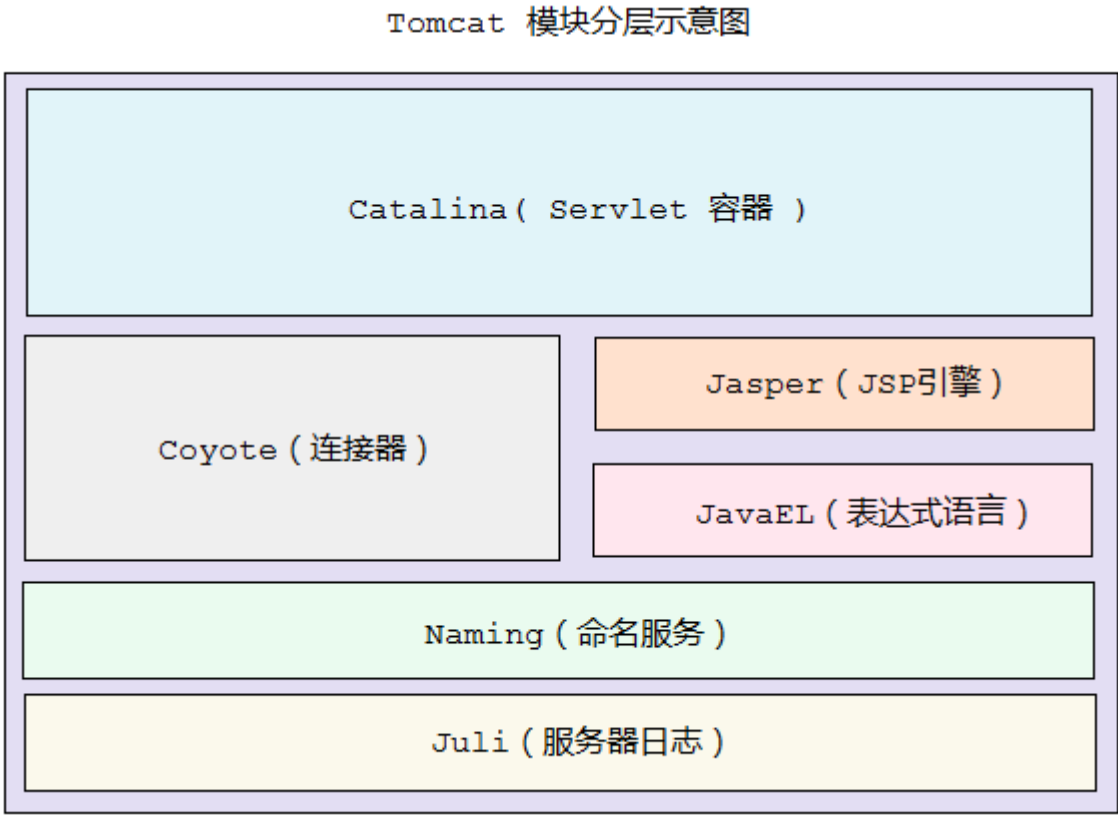 Tomcat 模块分层示意图
Catalina( Servlet 容器 )
Coyote（连接器）
Jasper（JSP引擎）
JavaEL（表达式语言）
Naming（命名服务）
Juli（服务器日志）